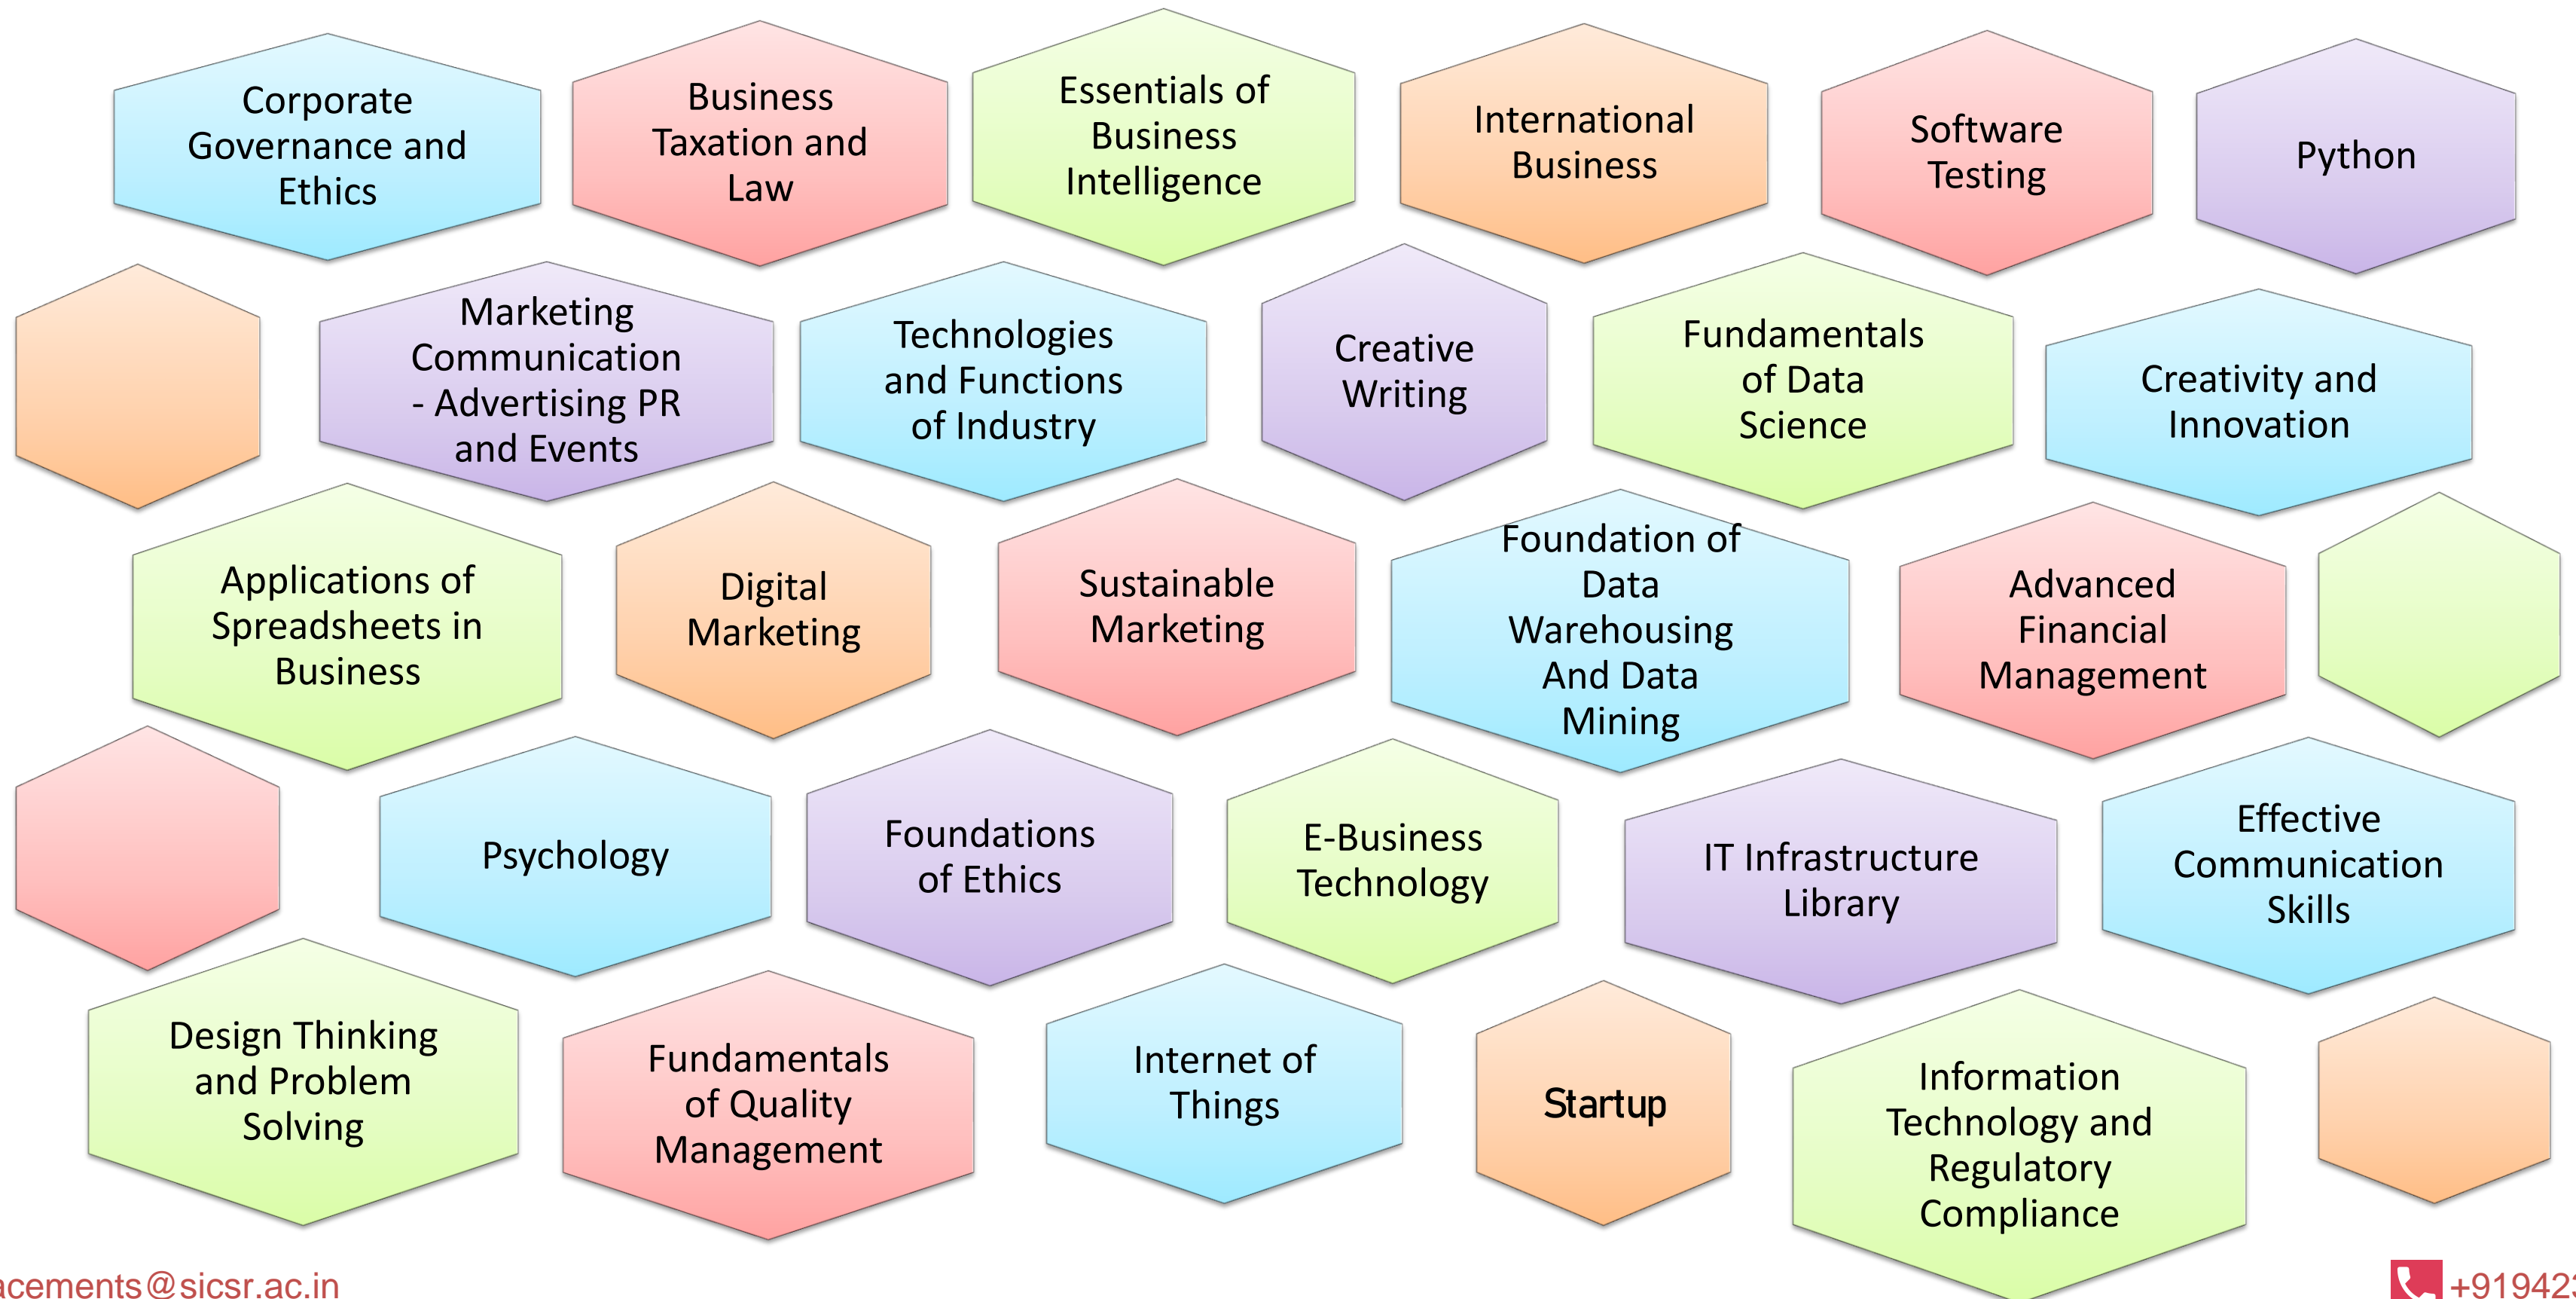 Corporate
Governance and
Ethics
Business
Taxation and
Law
Essentials of
Business
Intelligence
International
Business
Software
Testing
Python
Marketing
Communication
- Advertising PR
and Events
Technologies
and Functions
of Industry
Creative
Writing
Fundamentals
of Data
Science
Creativity and
Innovation
Applications of
Spreadsheets in
Business
Digital
Marketing
Sustainable
Marketing
Foundation of
Data
Warehousing
And Data
Mining
Advanced
Financial
Management
Psychology
Foundations
of Ethics
E-Business
Technology
IT Infrastructure
Library
Effective
Communication
Skills
Design Thinking
and Problem
Solving
Fundamentals
of Quality
Management
Internet of
Things
Startup
Information
Technology and
Regulatory
Compliance
acements@sicsr.ac.in
+91942